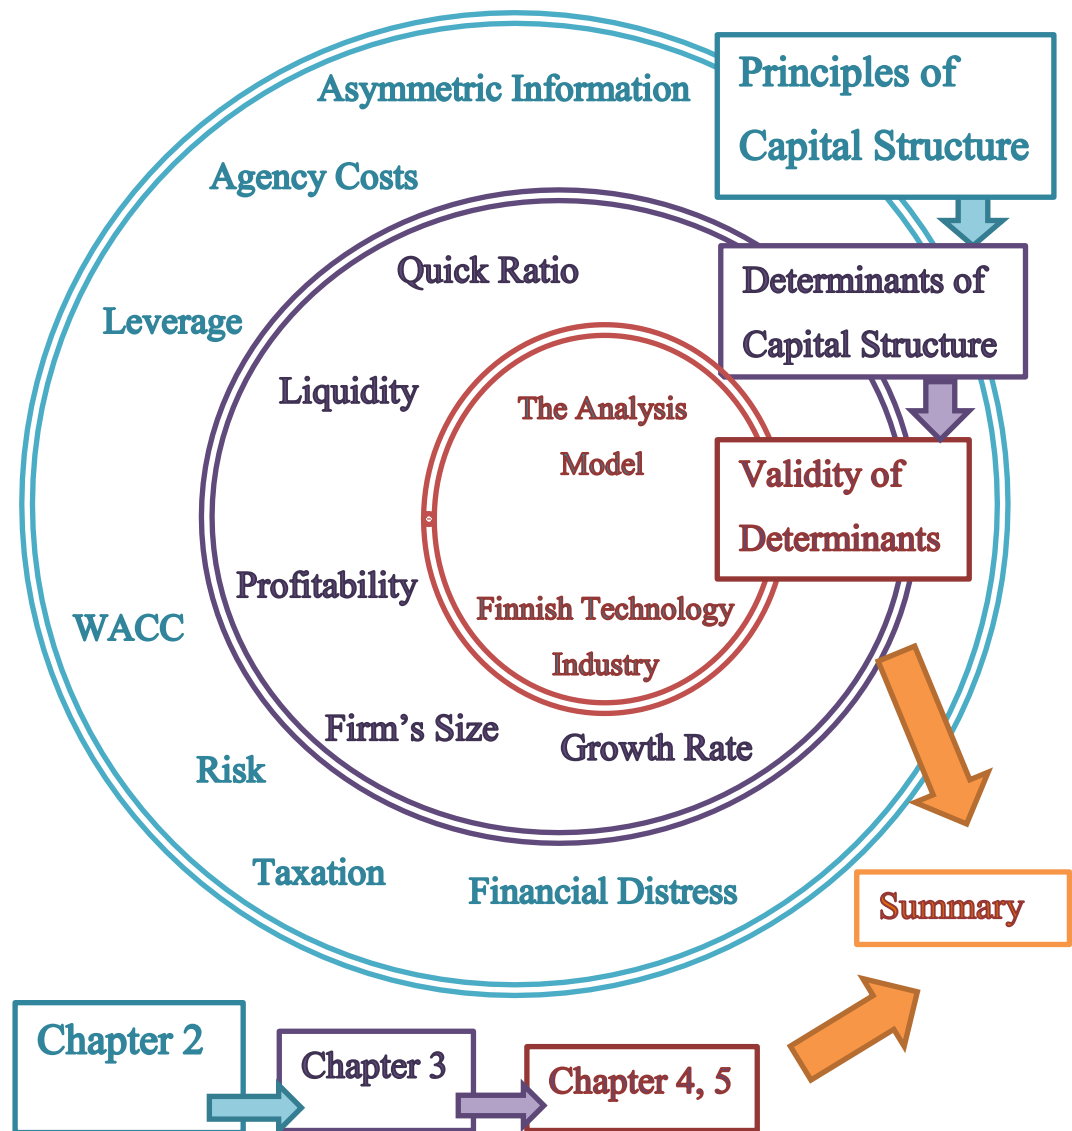 Principles of
Capital Structure
Asymmetric Information
Agency Costs
Leverage
WACC
Risk
Taxation
Financial Distress
Determinants of
Capital Structure
Quick Ratio
Liquidity
Profitability
Firm’s Size
Growth Rate
Validity of
Determinants
The Analysis
Model
Finnish Technology
Industry
Summary
Chapter 2
Chapter 3
Chapter 4, 5